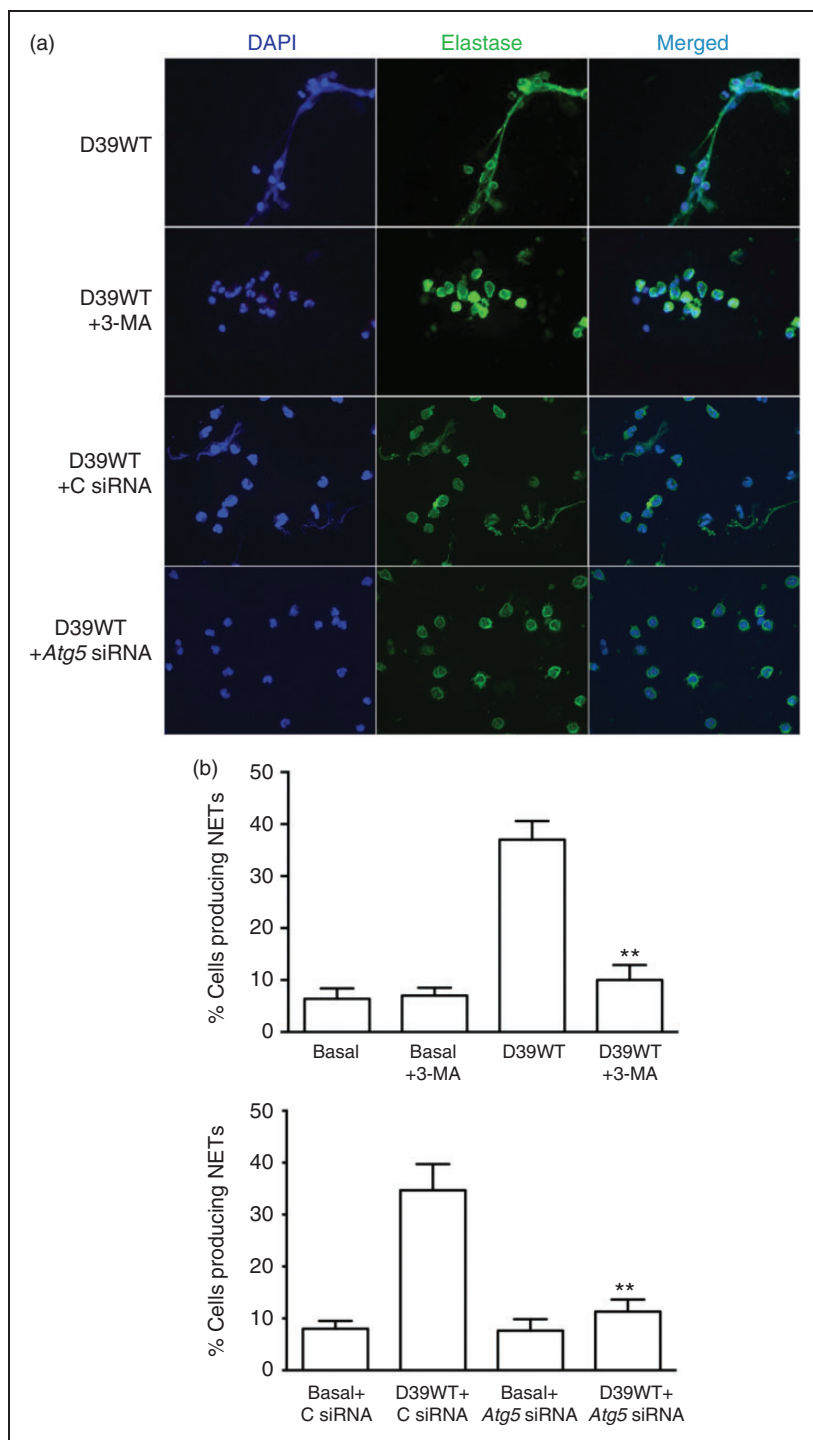 (a)
DAPI Elastase Merged
D39WT
D39WT
+3-MA
D39WT
+C siRNA
D39WT
+Atg5 siRNA
(b)
% Cells producing NETs
50
40
30
20
10
0
Basal Basal D39WT D39WT
+3-MA +3-MA
**
% Cells producing NETs
50
40
30
20
10
0
**
Basal+ D39WT+ Basal+ D39WT+
C siRNA C siRNA Atg5 siRNA Atg5 siRNA